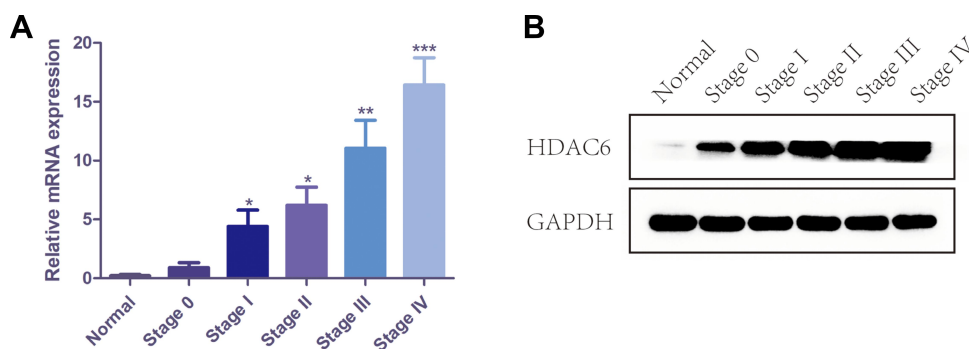 A
Relative mRNA expression
20
15
10
5
0
*
*
**
***
Normal
Stage 0
Stage I
Stage II
Stage III
Stage IV
B
Normal
Stage 0
Stage I
Stage II
Stage III
Stage IV
HDAC6
GAPDH